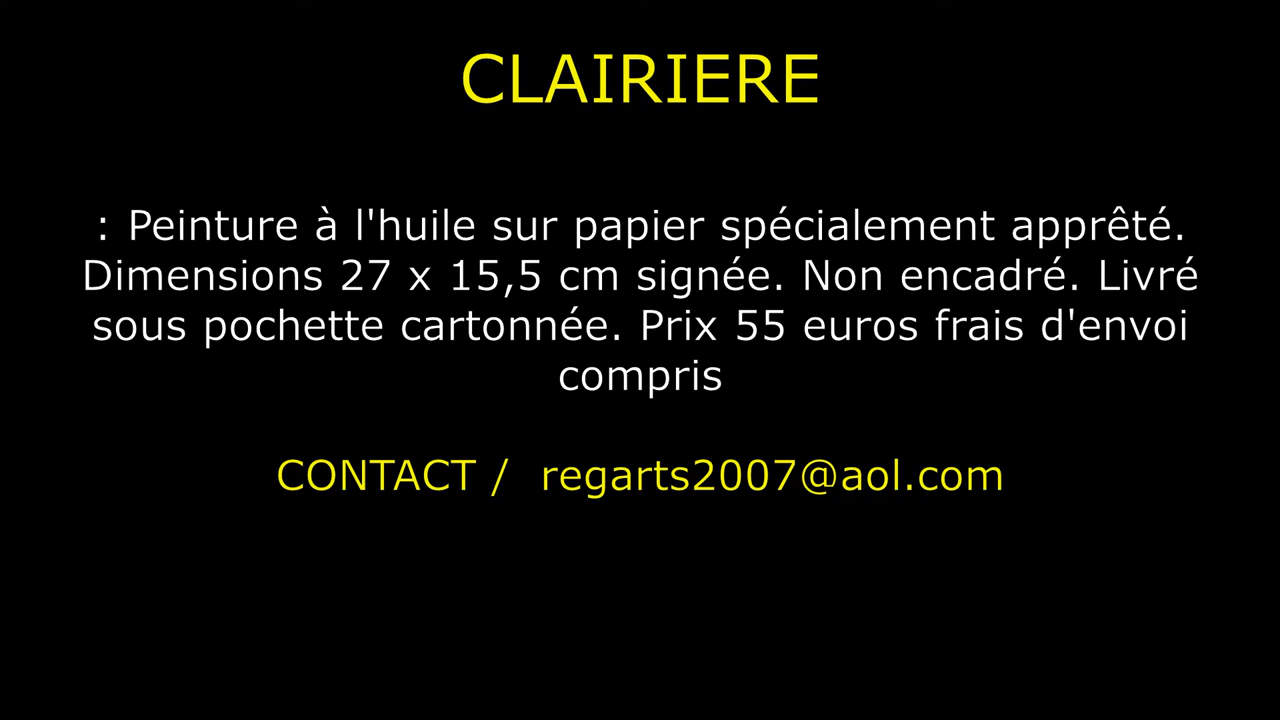 CLAIRIERE
: Peinture à l'huile sur papier spécialement apprêté.
Dimensions 27 x 15,5 cm signée. Non encadré. Livré
sous pochette cartonnée. Prix 55 euros frais d'envoi
compris
CONTACT /  regarts2007@aol.com